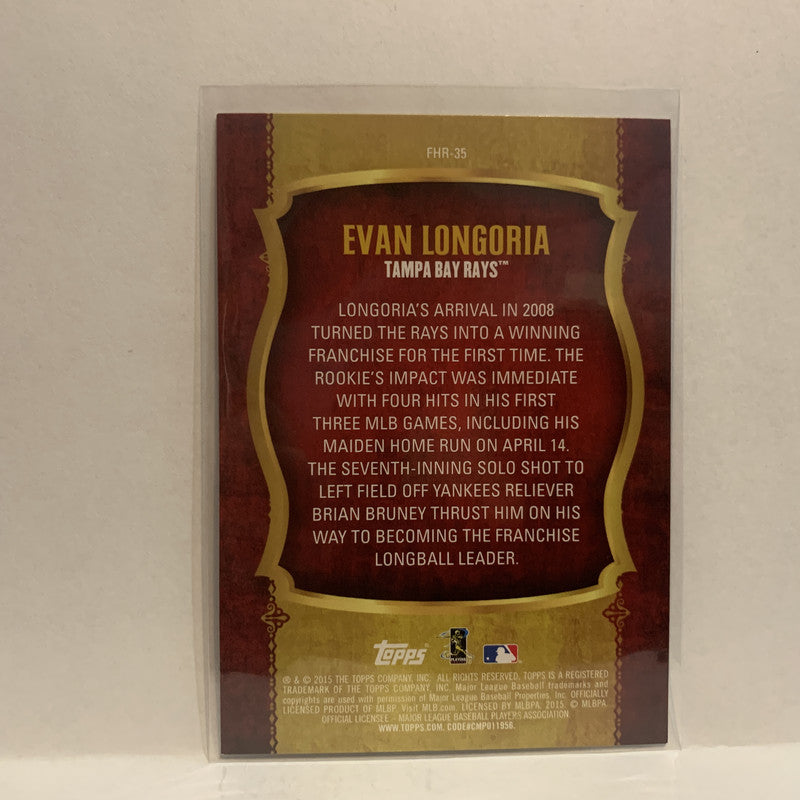 FHR-35
EVAN LONGORIA
TAMPA BAY RAYS™
LONGORIA'S ARRIVAL IN 2008
TURNED THE RAYS INTO A WINNING
FRANCHISE FOR THE FIRST TIME. THE
ROOKIE'S IMPACT WAS IMMEDIATE
WITH FOUR HITS IN HIS FIRST
THREE MLB GAMES, INCLUDING HIS
MAIDEN HOME RUN ON APRIL 14.
THE SEVENTH-INNING SOLO SHOT TO
LEFT FIELD OFF YANKEES RELIEVER
BRIAN BRUNEY THRUST HIM ON HIS
WAY TO BECOMING THE FRANCHISE
LONGBALL LEADER.
topps
® & © 2015 THE TOPPS COMPANY, INC. ALL RIGHTS RESERVED. TOPPS IS A REGISTERED
TRADEMARK OF THE TOPPS COMPANY, INC. Major League Baseball trademarks and
copyrights are used with permission of Major League Baseball Properties, Inc. OFFICIALLY
LICENSED PRODUCT OF MLBP. Visit MLB.com. LICENSED BY MLBPA, 2015. © MLBPA
OFFICIAL LICENSEE – MAJOR LEAGUE BASEBALL PLAYERS ASSOCIATION
WWW.TOPPS.COM. CODE#CMP011956.